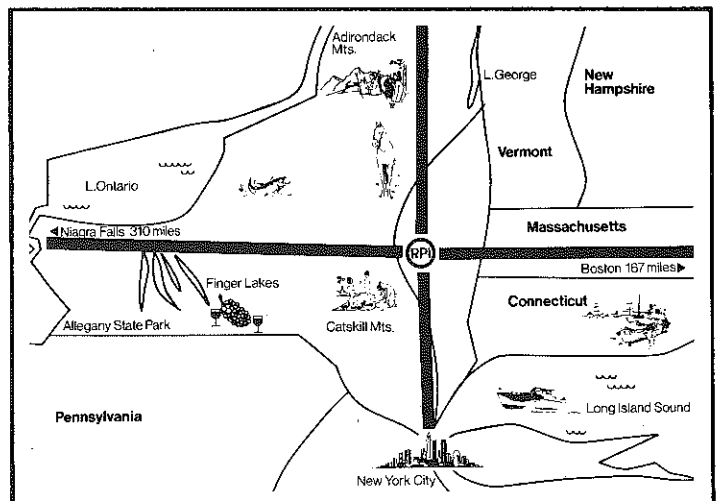 Adirondack
Mts.
L.George
New
Hampshire
Vermont
L.Ontario
Massachusetts
◀Niagra Falls 310 miles
RPI
Boston 167 miles▶
Finger Lakes
Connecticut
Allegany State Park
Catskill Mts.
Long Island Sound
Pennsylvania
New York City